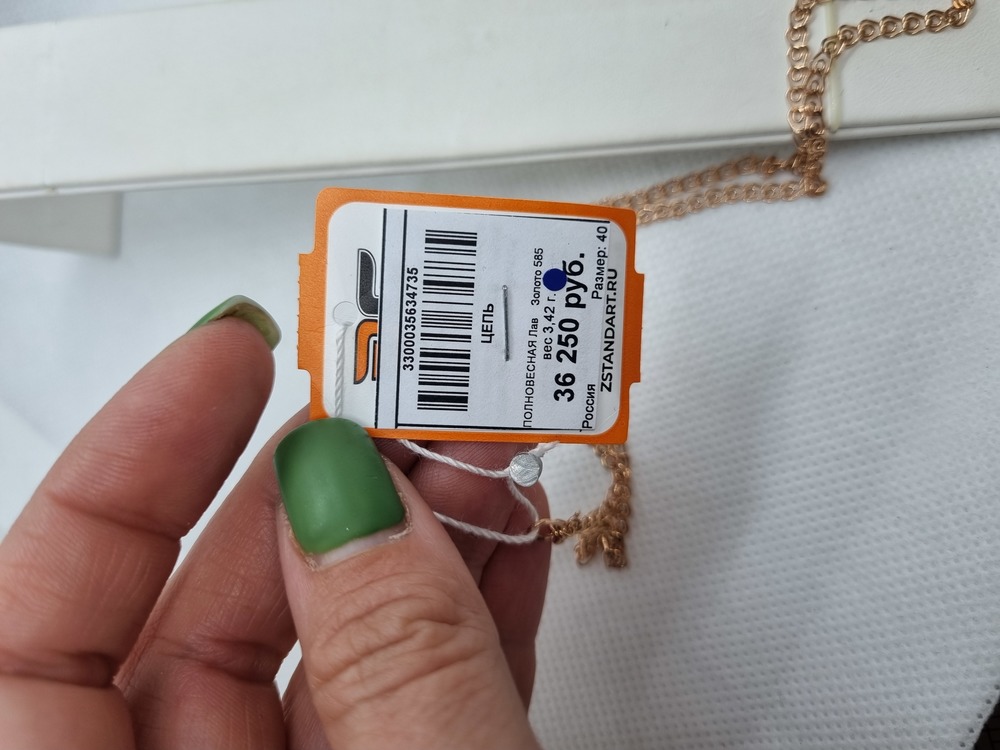 3300035634735
ЦЕПЬ
ПОЛНОВЕСНАЯ Лав Золото 585
вес 3,42 г.
36 250 руб.
Россия Размер: 40
ZSTANDART.RU